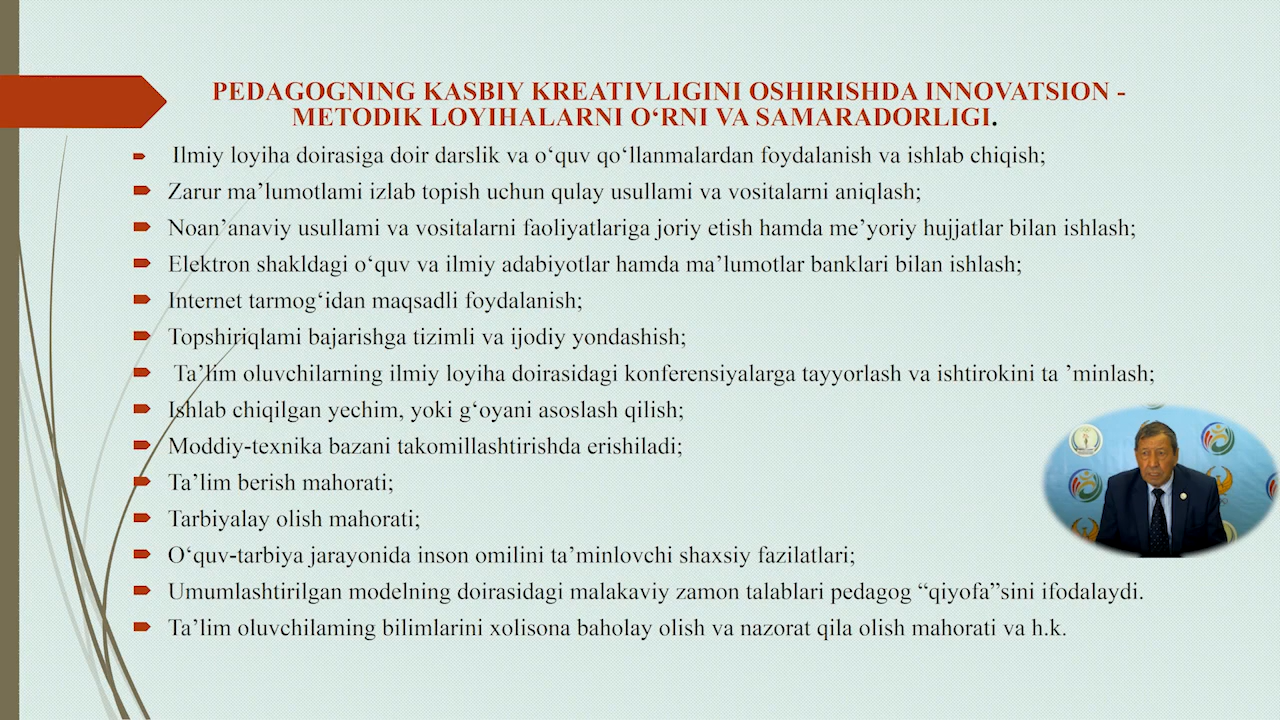 PEDAGOGNING KASBIY KREATIVLIGINI OSHIRISHDA INNOVATSION -
METODIK LOYIHALARNI O‘RNI VA SAMARADORLIGI.
Ilmiy loyiha doirasiga doir darslik va o‘quv qo‘llanmalardan foydalanish va ishlab chiqish;
Zarur ma’lumotlami izlab topish uchun qulay usullami va vositalarni aniqlash;
Noan’anaviy usullami va vositalarni faoliyatlariga joriy etish hamda me’yoriy hujjatlar bilan ishlash;
Elektron shakldagi o‘quv va ilmiy adabiyotlar hamda ma’lumotlar banklari bilan ishlash;
Internet tarmog‘idan maqsadli foydalanish;
Topshiriqlami bajarishga tizimli va ijodiy yondashish;
Ta’lim oluvchilarning ilmiy loyiha doirasidagi konferensiyalarga tayyorlash va ishtirokini ta ’minlash;
Ishlab chiqilgan yechim, yoki g‘oyani asoslash qilish;
Moddiy-texnika bazani takomillashtirishda erishiladi;
Ta’lim berish mahorati;
Tarbiyalay olish mahorati;
O‘quv-tarbiya jarayonida inson omilini ta’minlovchi shaxsiy fazilatlari;
Umumlashtirilgan modelning doirasidagi malakaviy zamon talablari pedagog “qiyofa”sini ifodalaydi.
Ta’lim oluvchilaming bilimlarini xolisona baholay olish va nazorat qila olish mahorati va h.k.